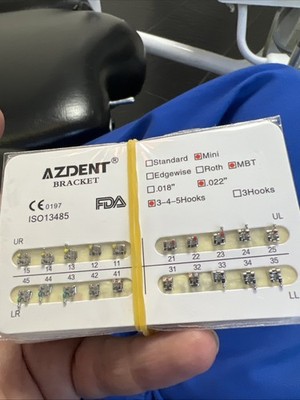 AZDENT®
BRACKET
CE 0197
ISO13485
FDA
Standard Mini
Edgewise Roth MBT
.018" .022"
3-4-5Hooks 3Hooks
UR UL
15 14 13 12 11 21 22 23 24 25
45 44 43 42 41 31 32 33 34 35
LR LL